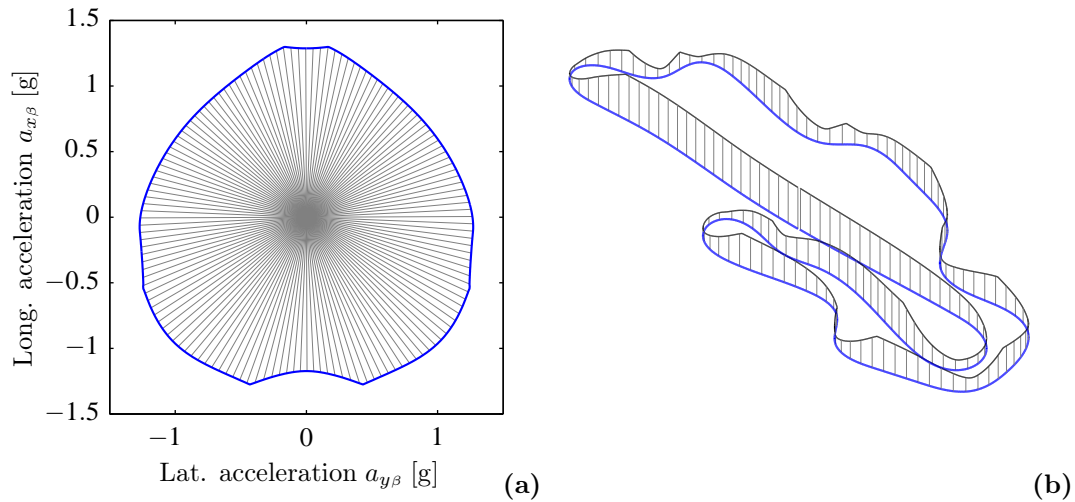 1.5
1
0.5
0
−0.5
−1
−1.5
Long. acceleration a_{xβ} [g]
−1 0 1
Lat. acceleration a_{yβ} [g]
(a)
(b)